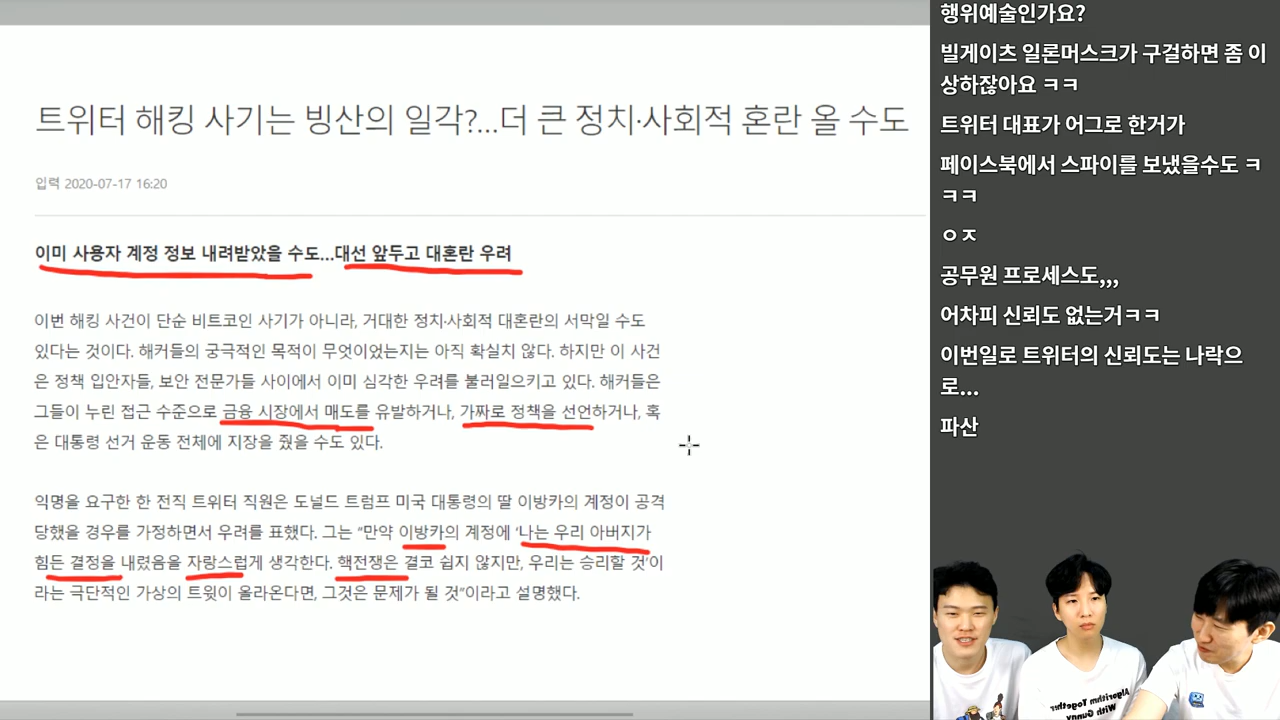 트위터 해킹 사기는 빙산의 일각?...더 큰 정치·사회적 혼란 올 수도
입력 2020-07-17 16:20
이미 사용자 계정 정보 내려받았을 수도...대선 앞두고 대혼란 우려
이번 해킹 사건이 단순 비트코인 사기가 아니라, 거대한 정치·사회적 대혼란의 서막일 수도
있다는 것이다. 해커들의 궁극적인 목적이 무엇이었는지는 아직 확실치 않다. 하지만 이 사건
은 정책 입안자들, 보안 전문가들 사이에서 이미 심각한 우려를 불러일으키고 있다. 해커들은
그들이 누린 접근 수준으로 금융 시장에서 매도를 유발하거나, 가짜로 정책을 선언하거나, 혹
은 대통령 선거 운동 전체에 지장을 줬을 수도 있다.
익명을 요구한 한 전직 트위터 직원은 도널드 트럼프 미국 대통령의 딸 이방카의 계정이 공격
당했을 경우를 가정하면서 우려를 표했다. 그는 “만약 이방카의 계정에 ‘나는 우리 아버지가
힘든 결정을 내렸음을 자랑스럽게 생각한다. 핵전쟁은 결코 쉽지 않지만, 우리는 승리할 것’이
라는 극단적인 가상의 트윗이 올라온다면, 그것은 문제가 될 것”이라고 설명했다.
행위예술인가요?
빌게이츠 일론머스크가 구걸하면 좀 이
상하잖아요 ㅋㅋ
트위터 대표가 어그로 한거가
페이스북에서 스파이를 보냈을수도 ㅋ
ㅋㅋ
ㅇㅈ
공무원 프로세스도,,,
어차피 신뢰도 없는거ㅋㅋ
이번일로 트위터의 신뢰도는 나락으
로...
파산
Algorithm Together
With Gunny